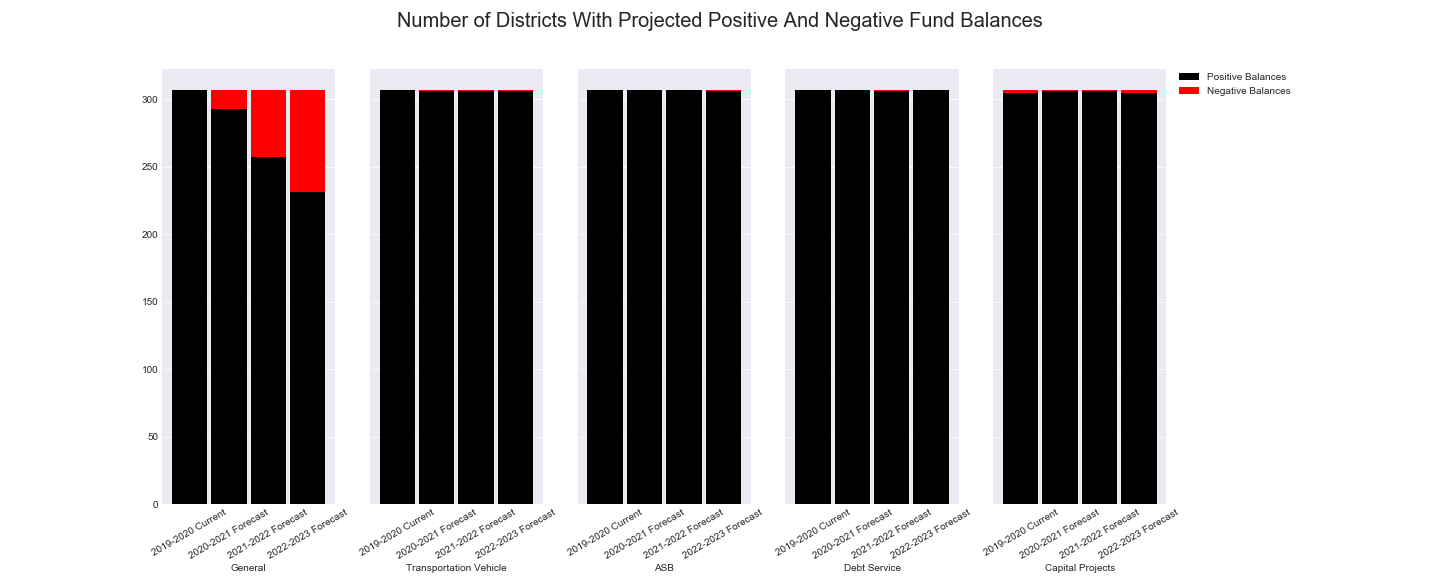 Number of Districts With Projected Positive And Negative Fund Balances
Positive Balances
Negative Balances
300
250
200
150
100
50
0
2019-2020 Current
2020-2021 Forecast
2021-2022 Forecast
2022-2023 Forecast
General
2019-2020 Current
2020-2021 Forecast
2021-2022 Forecast
2022-2023 Forecast
Transportation Vehicle
2019-2020 Current
2020-2021 Forecast
2021-2022 Forecast
2022-2023 Forecast
ASB
2019-2020 Current
2020-2021 Forecast
2021-2022 Forecast
2022-2023 Forecast
Debt Service
2019-2020 Current
2020-2021 Forecast
2021-2022 Forecast
2022-2023 Forecast
Capital Projects